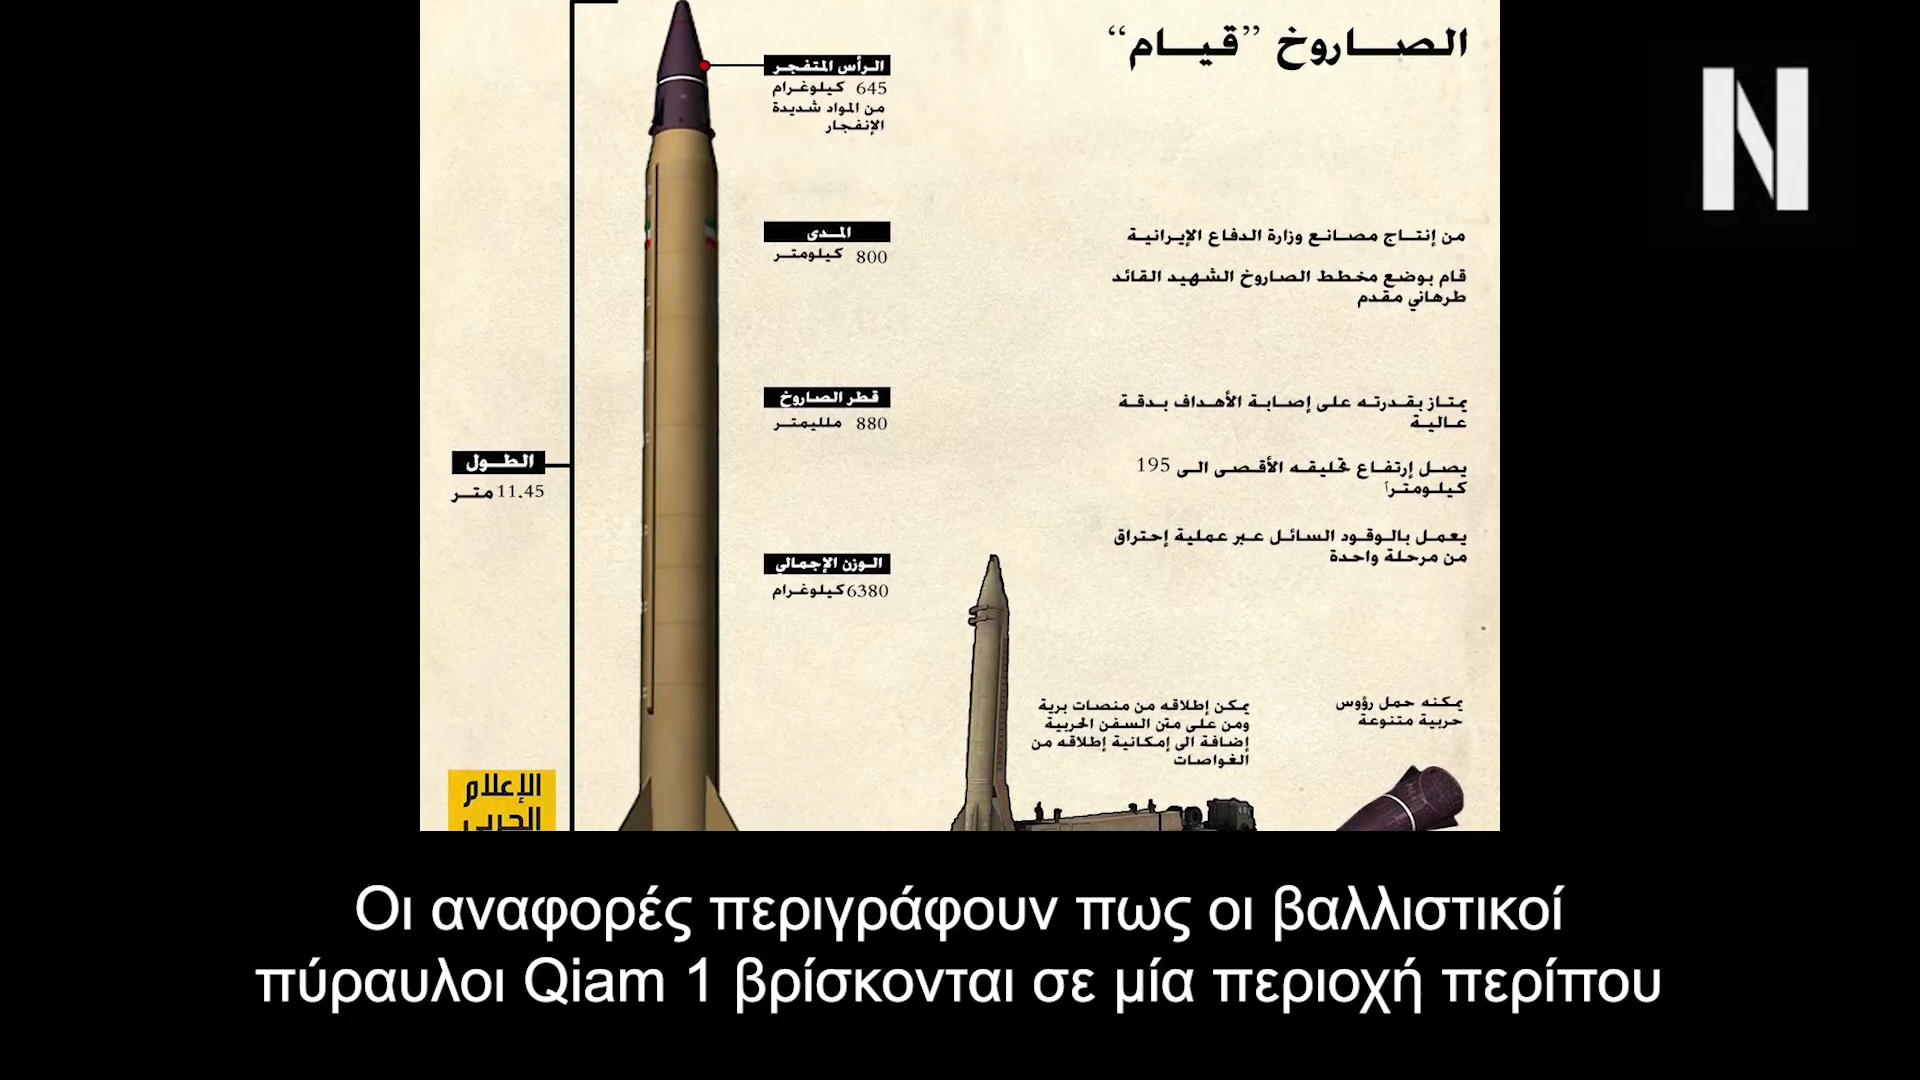 الصاروخ ”قيام“
N
الرأس المتفجر
645 كيلوغرام
من المواد شديدة
الإنفجار
المدى
800 كيلومتر
من إنتاج مصانع وزارة الدفاع الإيرانية
قام بوضع مخطط الصاروخ الشهيد القائد
طرهاني مقدم
قطر الصاروخ
880 ملليمتر
يمتاز بقدرته على إصابة الأهداف بدقة
عالية
الطول
11.45 متر
يصل إرتفاع تحليقه الأقصى الى 195
كيلومتراً
يعمل بالوقود السائل عبر عملية إحتراق
من مرحلة واحدة
الوزن الإجمالي
6380 كيلوغرام
يمكنه حمل رؤوس
حربية متنوعة
يمكن إطلاقه من منصات برية
ومن على متن السفن الحربية
إضافة الى إمكانية إطلاقه من
الغواصات
الإعلام
الحربي
Οι αναφορές περιγράφουν πως οι βαλλιστικοί
πύραυλοι Qiam 1 βρίσκονται σε μία περιοχή περίπου